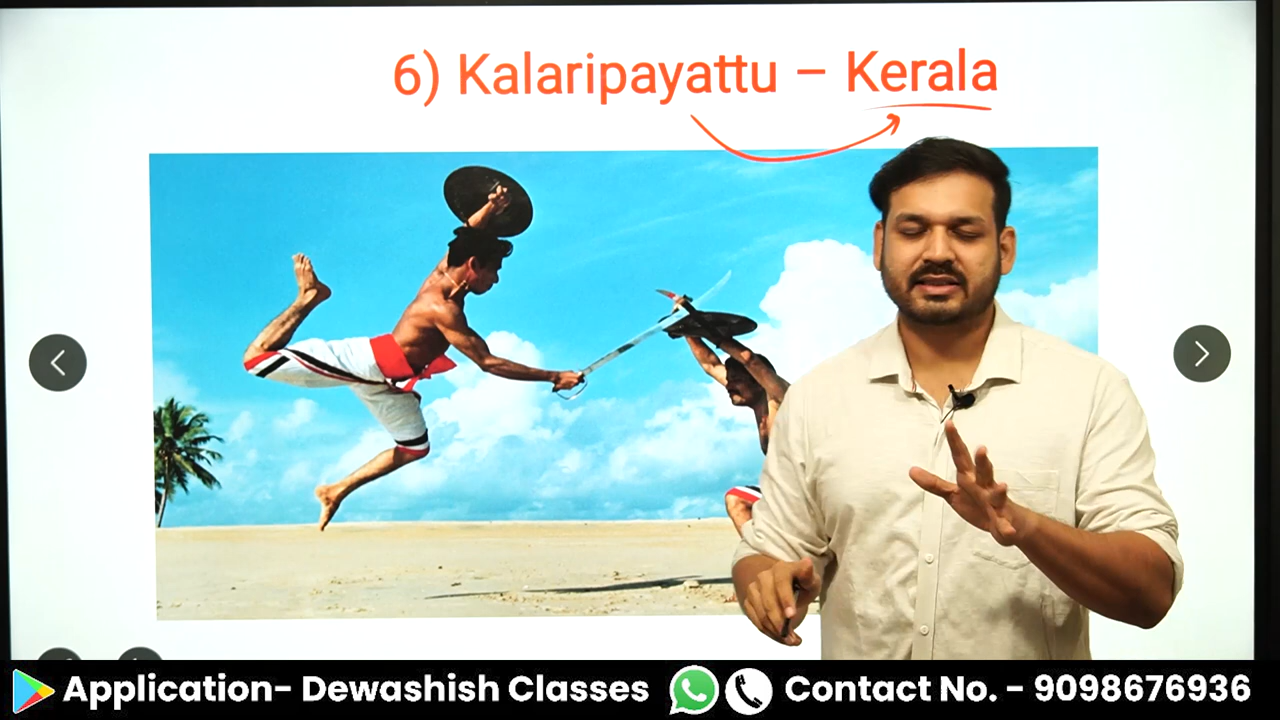 6) Kalaripayattu – Kerala
Application- Dewashish Classes
Contact No. - 9098676936